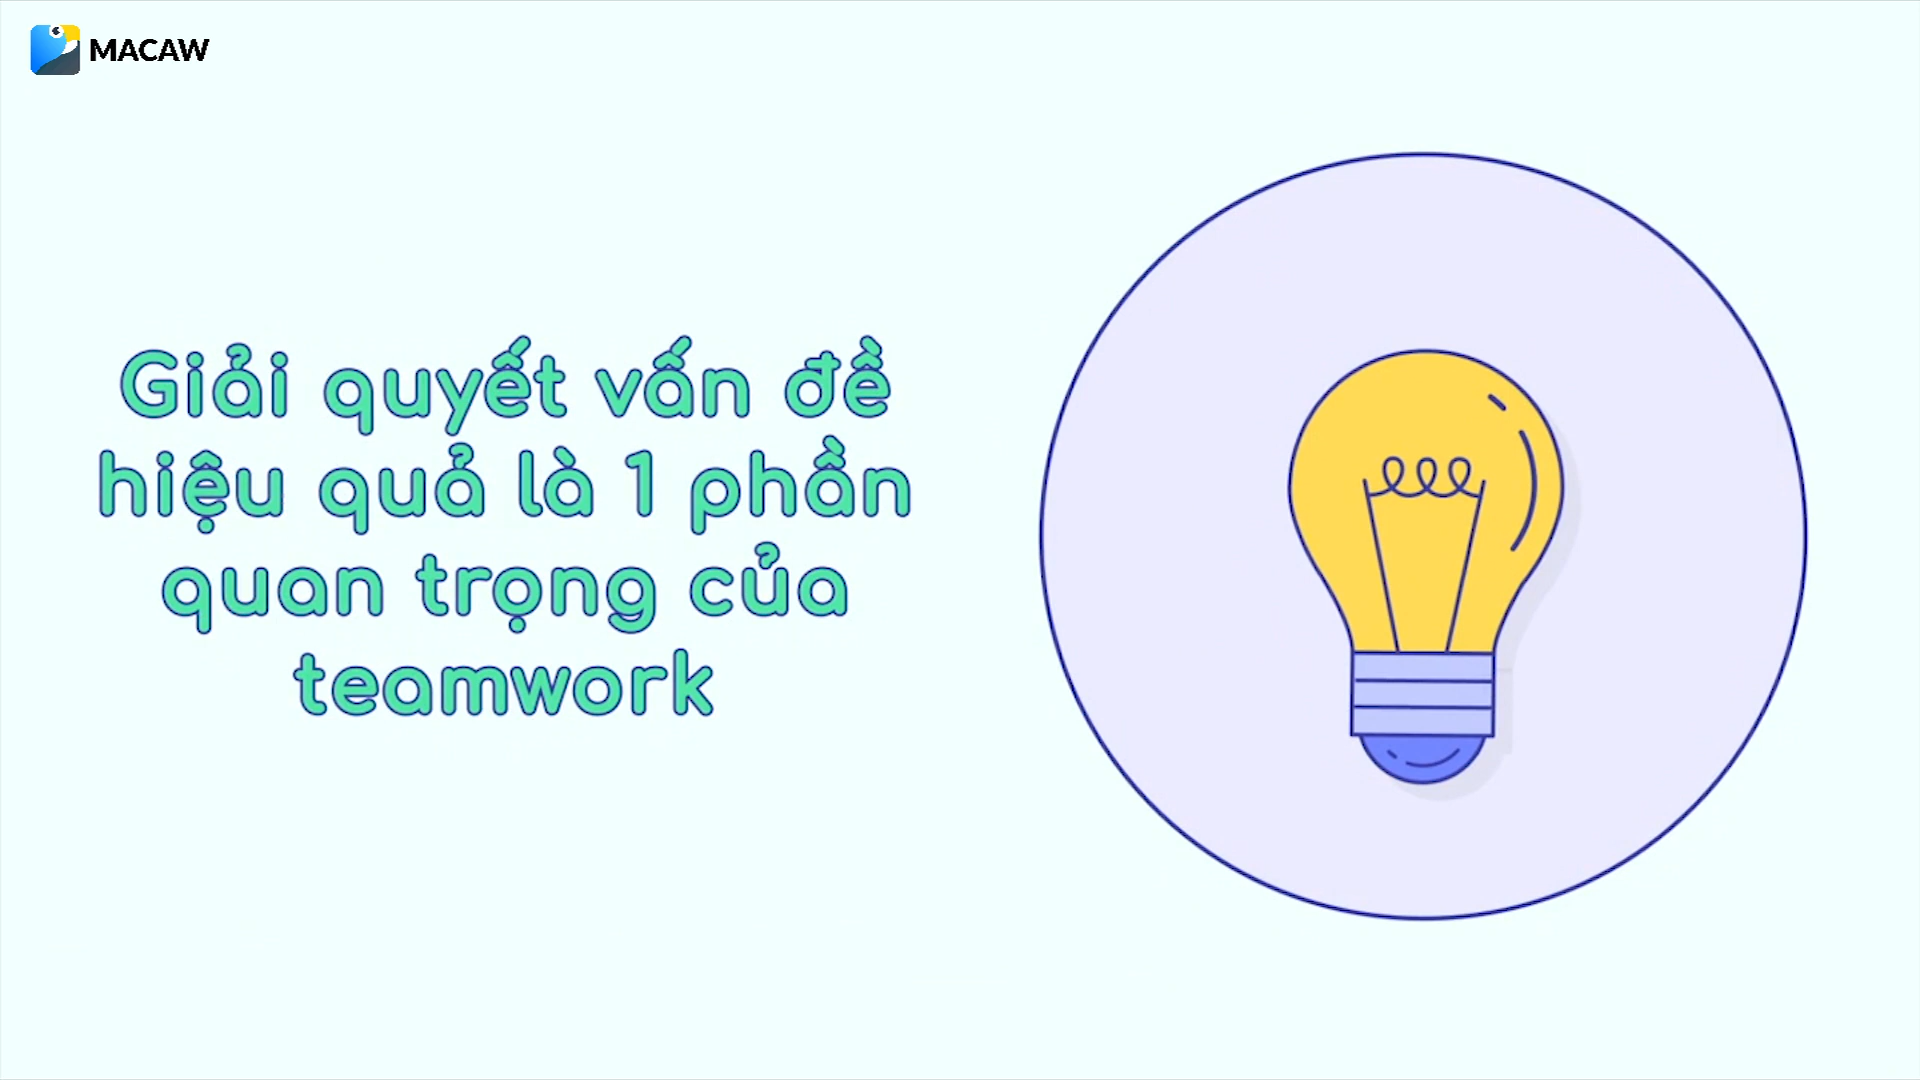 MACAW
Giải quyết vấn đề
hiệu quả là 1 phần
quan trọng của
teamwork